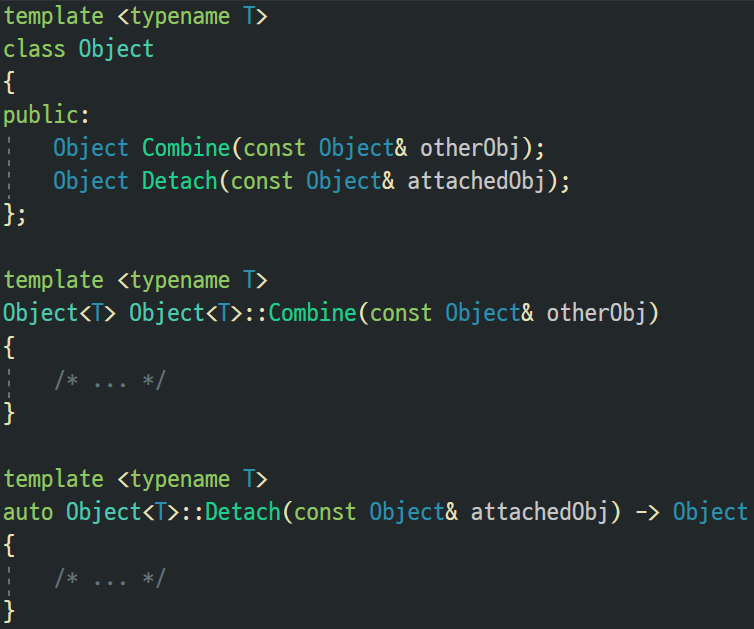 template <typename T>
class Object
{
public:
    Object Combine(const Object& otherObj);
    Object Detach(const Object& attachedObj);
};

template <typename T>
Object<T> Object<T>::Combine(const Object& otherObj)
{
    /* ... */
}

template <typename T>
auto Object<T>::Detach(const Object& attachedObj) -> Object
{
    /* ... */
}